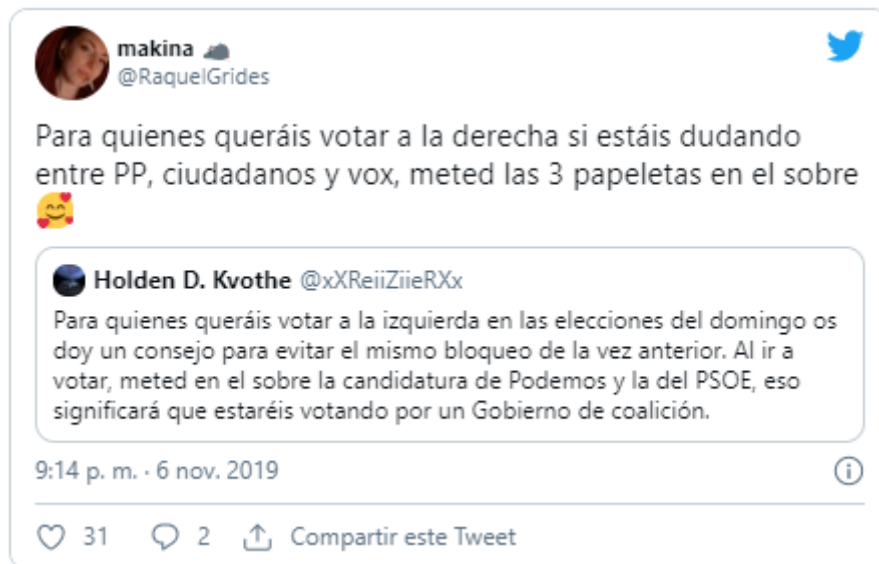 makina
@RaquelGrides
Para quienes queráis votar a la derecha si estáis dudando
entre PP, ciudadanos y vox, meted las 3 papeletas en el sobre
🥰
Holden D. Kvothe @xXReiiZiieRXx
Para quienes queráis votar a la izquierda en las elecciones del domingo os
doy un consejo para evitar el mismo bloqueo de la vez anterior. Al ir a
votar, meted en el sobre la candidatura de Podemos y la del PSOE, eso
significará que estaréis votando por un Gobierno de coalición.
9:14 p. m. · 6 nov. 2019
31 2 Compartir este Tweet